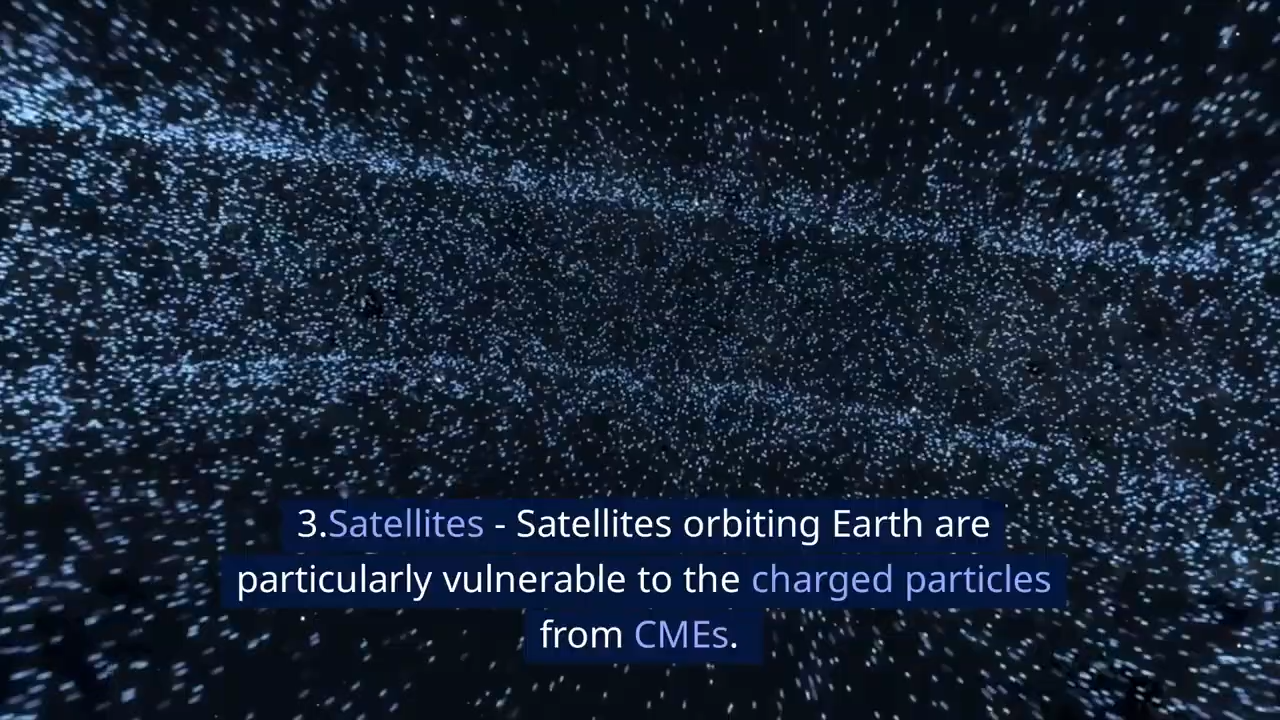 3.Satellites - Satellites orbiting Earth are
particularly vulnerable to the charged particles
from CMEs.